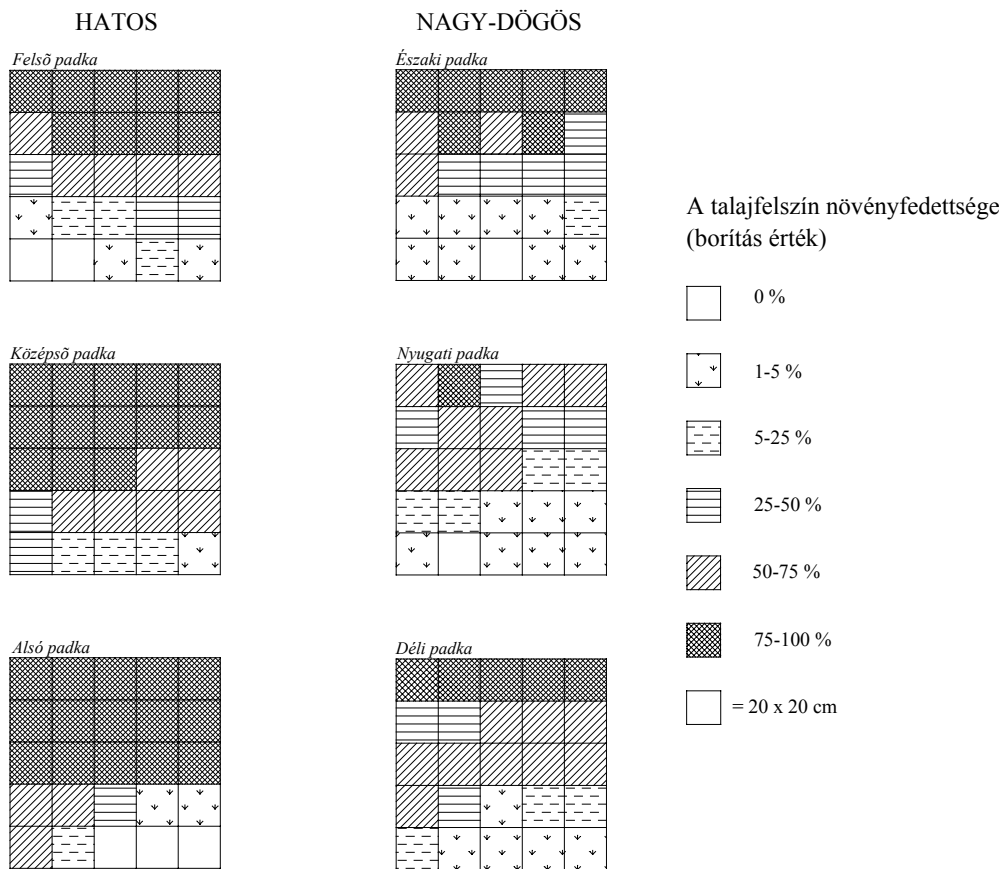 HATOS
Felsõ padka
Középsõ padka
Alsó padka
NAGY-DÖGÖS
Északi padka
Nyugati padka
Déli padka
A talajfelszín növényfedettsége
(borítás érték)
0 %
1-5 %
5-25 %
25-50 %
50-75 %
75-100 %
= 20 x 20 cm